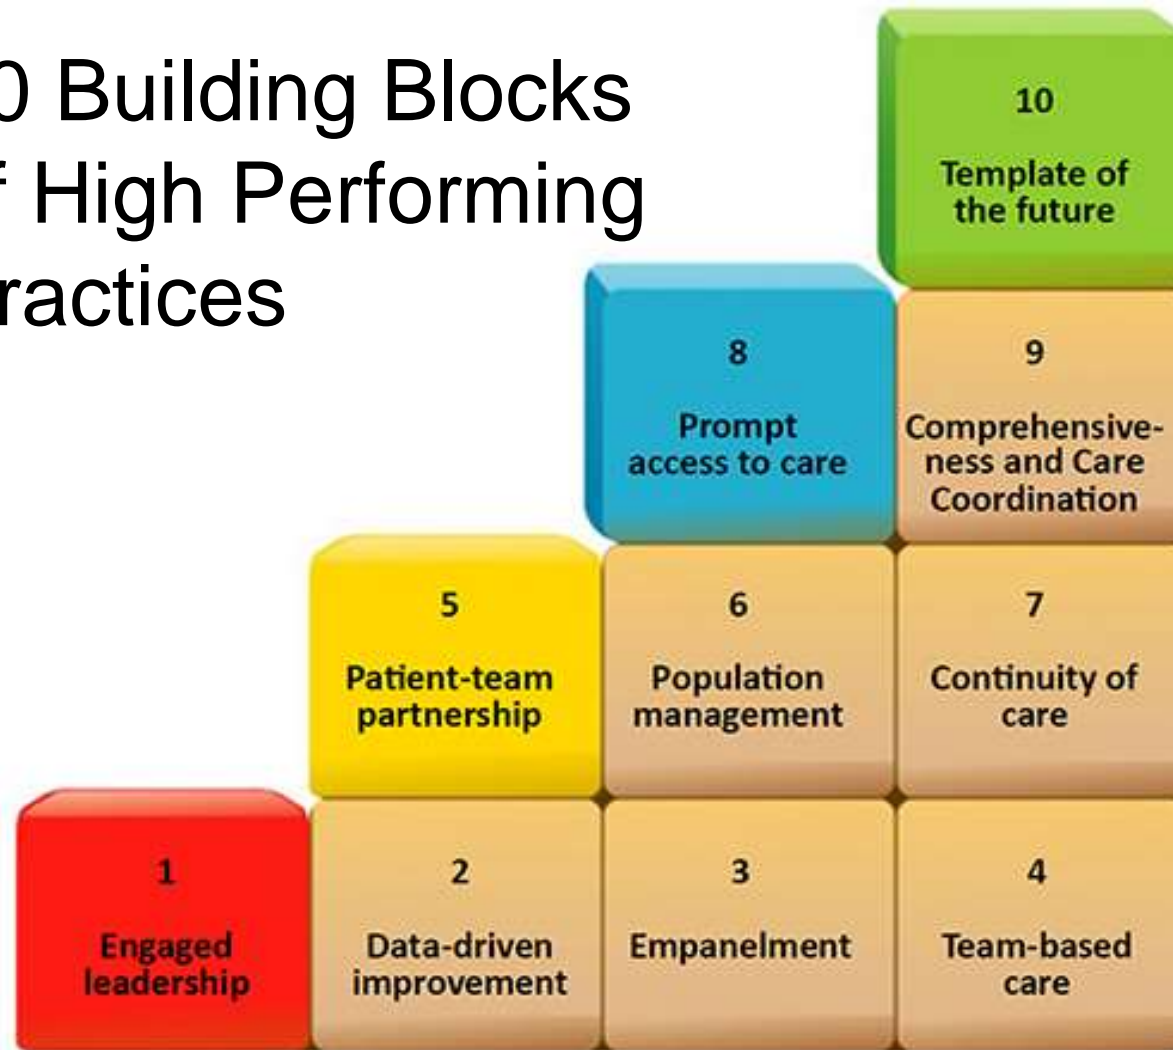 0 Building Blocks
f High Performing
ractices
10
Template of
the future
8
Prompt
access to care
9
Comprehensive-
ness and Care
Coordination
5
Patient-team
partnership
6
Population
management
7
Continuity of
care
1
Engaged
leadership
2
Data-driven
improvement
3
Empanelment
4
Team-based
care